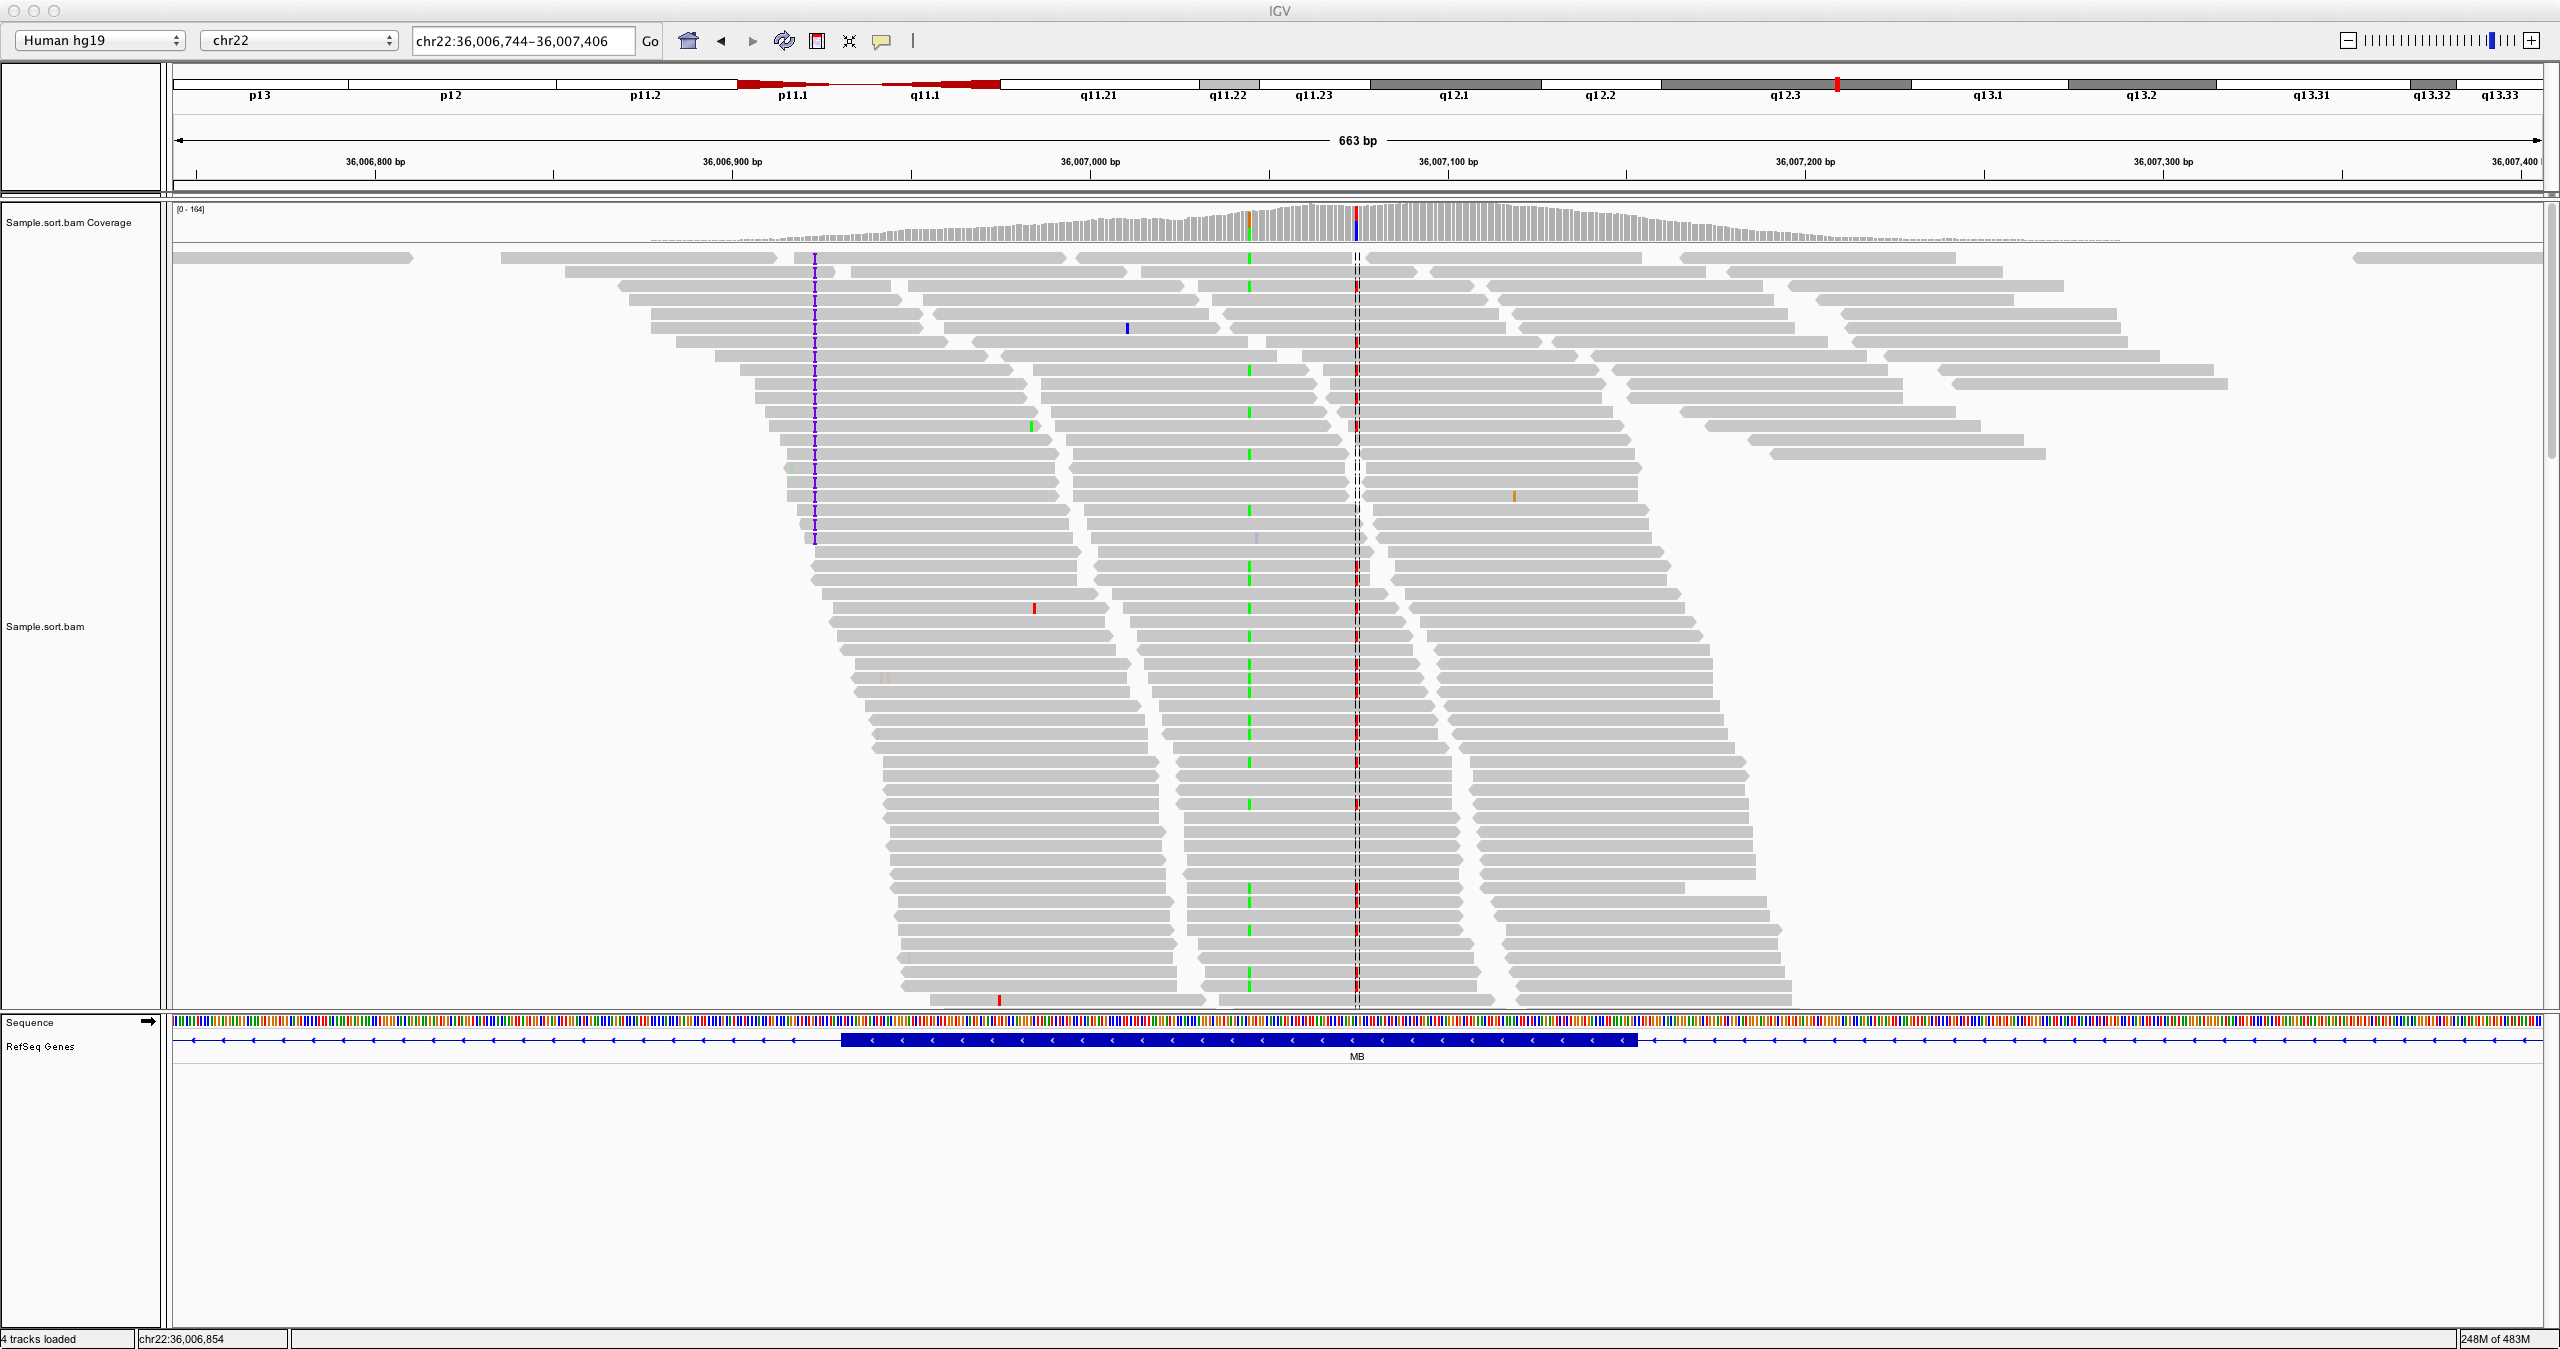 IGV
Human hg19 chr22 chr22:36,006,744-36,007,406 Go
p13 p12 p11.2 p11.1 q11.1 q11.21 q11.22 q11.23 q12.1 q12.2 q12.3 q13.1 q13.2 q13.31 q13.32 q13.33
663 bp
36,006,800 bp 36,006,900 bp 36,007,000 bp 36,007,100 bp 36,007,200 bp 36,007,300 bp 36,007,400
[0 - 164]
Sample.sort.bam Coverage
Sample.sort.bam
Sequence
RefSeq Genes
MB
4 tracks loaded chr22:36,006,854 248M of 483M